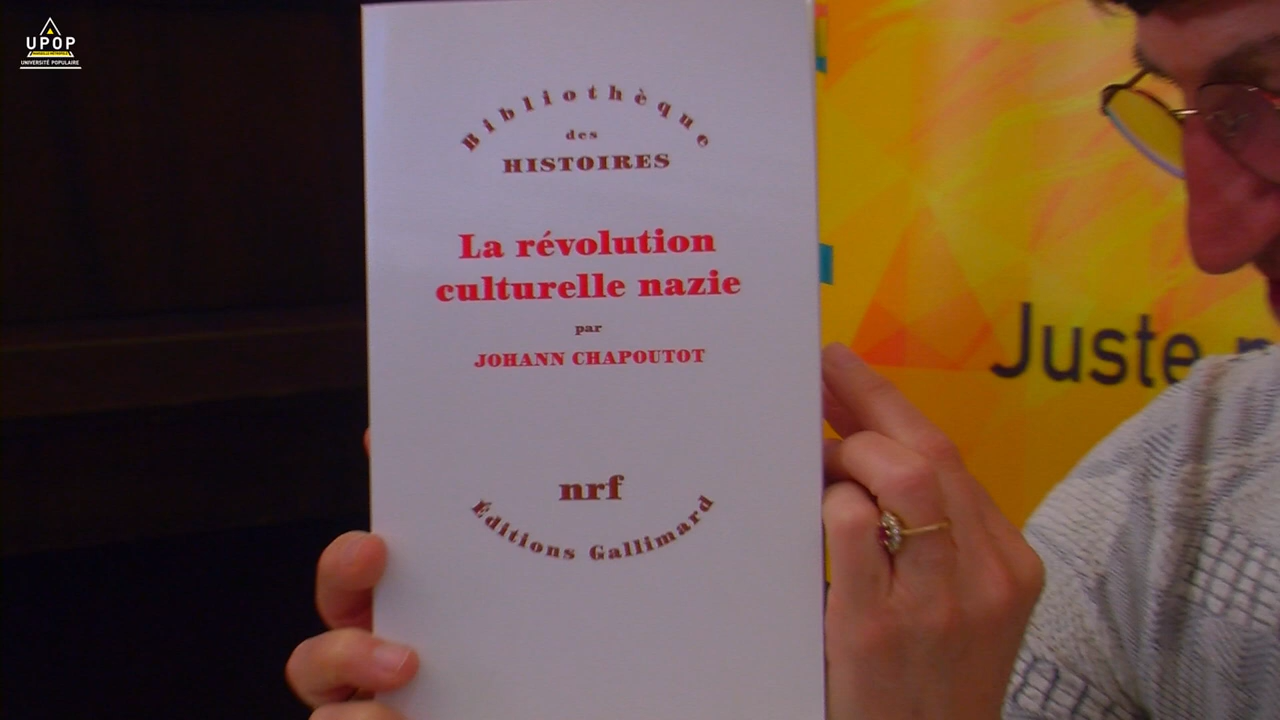 UPOP
UNIVERSITÉ POPULAIRE
Bibliothèque
des
HISTOIRES
La révolution
culturelle nazie
par
JOHANN CHAPOUTOT
nrf
Éditions Gallimard
Juste